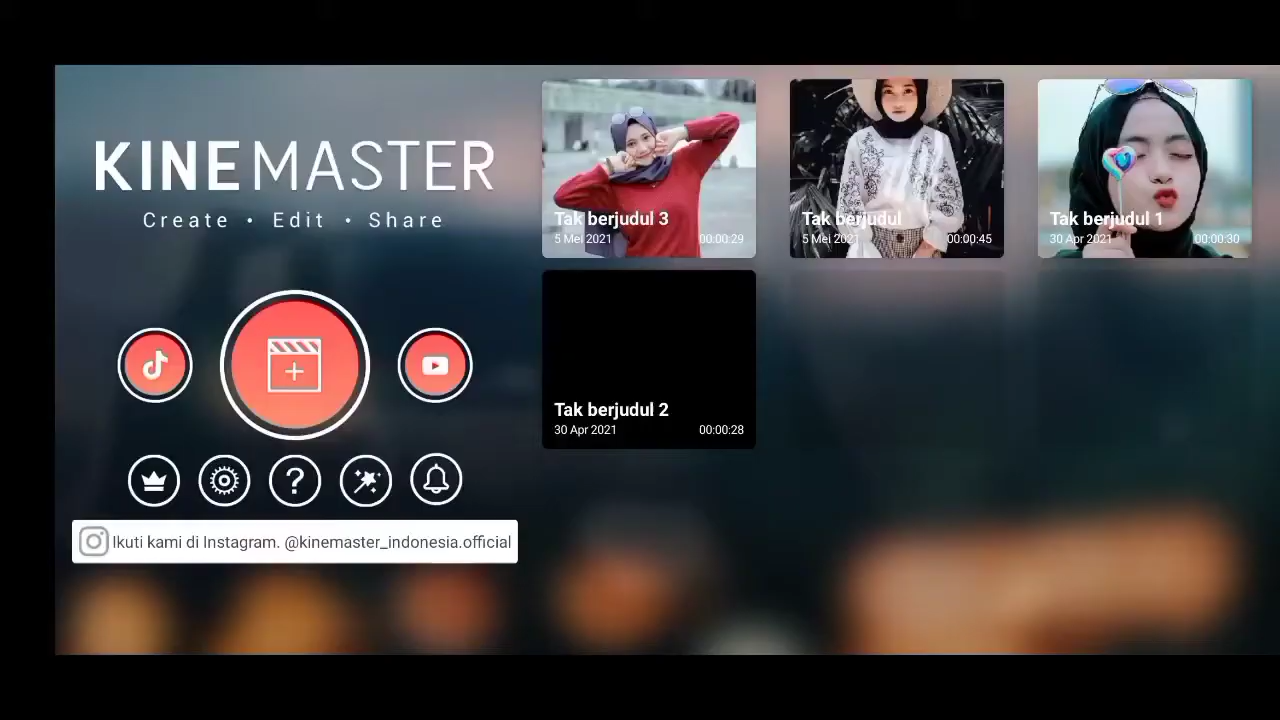 KINEMASTER
Create • Edit • Share
Ikuti kami di Instagram. @kinemaster_indonesia.official
Tak berjudul 3
5 Mei 2021 00:00:29
Tak berjudul
5 Mei 2021 00:00:45
Tak berjudul 1
30 Apr 2021 00:00:30
Tak berjudul 2
30 Apr 2021 00:00:28